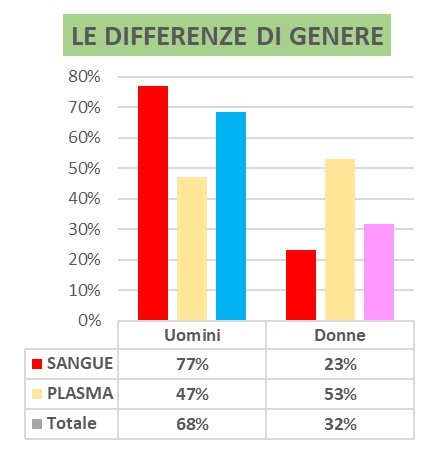 LE DIFFERENZE DI GENERE
80%
70%
60%
50%
40%
30%
20%
10%
0%
Uomini Donne
SANGUE 77% 23%
PLASMA 47% 53%
Totale 68% 32%